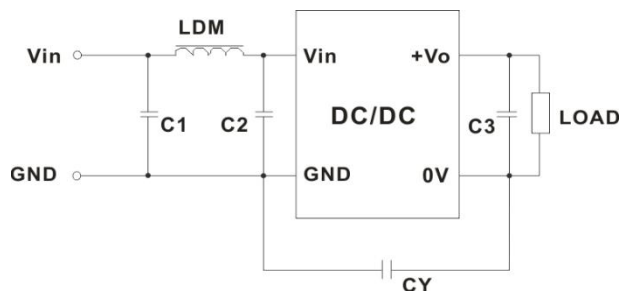 LDM
Vin
Vin
+Vo
C1
C2
DC/DC
C3
LOAD
GND
GND
0V
CY